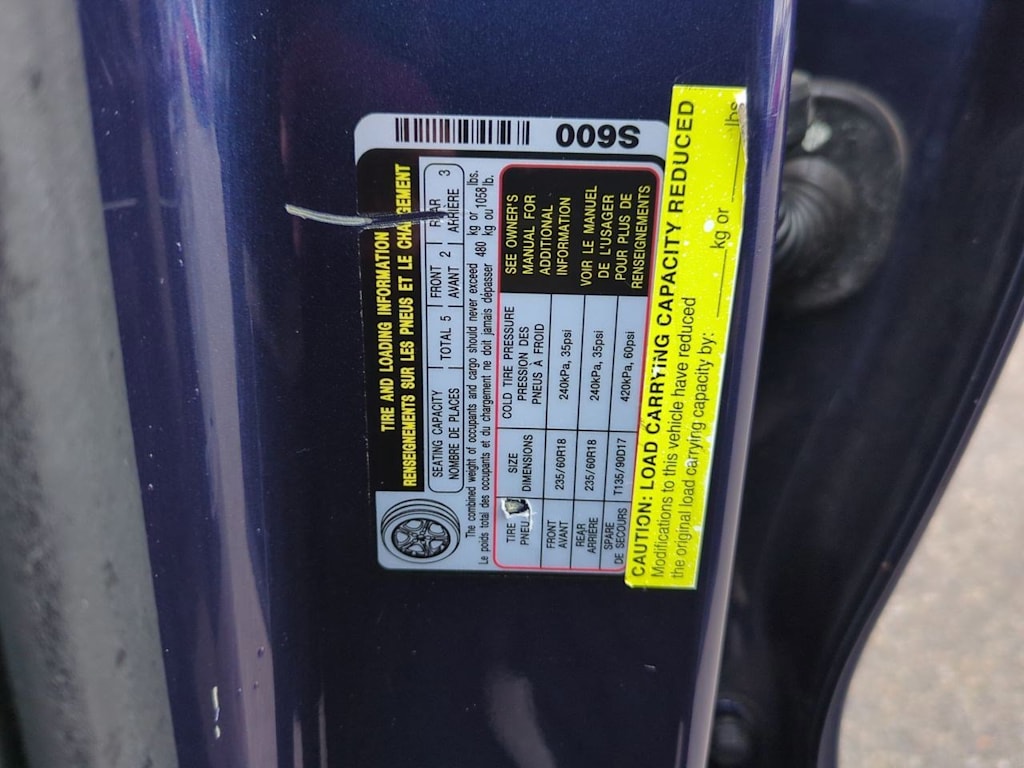 S600
TIRE AND LOADING INFORMATION
RENSEIGNEMENTS SUR LES PNEUS ET LE CHARGEMENT
SEATING CAPACITY TOTAL 5 FRONT 2 REAR 3
NOMBRE DE PLACES AVANT ARRIÈRE
The combined weight of occupants and cargo should never exceed 480 kg or 1058 lbs.
Le poids total des occupants et du chargement ne doit jamais dépasser kg ou lb.
TIRE SIZE COLD TIRE PRESSURE
PNEU DIMENSIONS PRESSION DES
PNEUS À FROID
FRONT 235/60R18 240kPa, 35psi
AVANT
REAR 235/60R18 240kPa, 35psi
ARRIÈRE
SPARE T135/90D17 420kPa, 60psi
DE SECOURS
SEE OWNER'S
MANUAL FOR
ADDITIONAL
INFORMATION
VOIR LE MANUEL
DE L'USAGER
POUR PLUS DE
RENSEIGNEMENTS
CAUTION: LOAD CARRYING CAPACITY REDUCED
Modifications to this vehicle have reduced
the original load carrying capacity by: kg or lbs